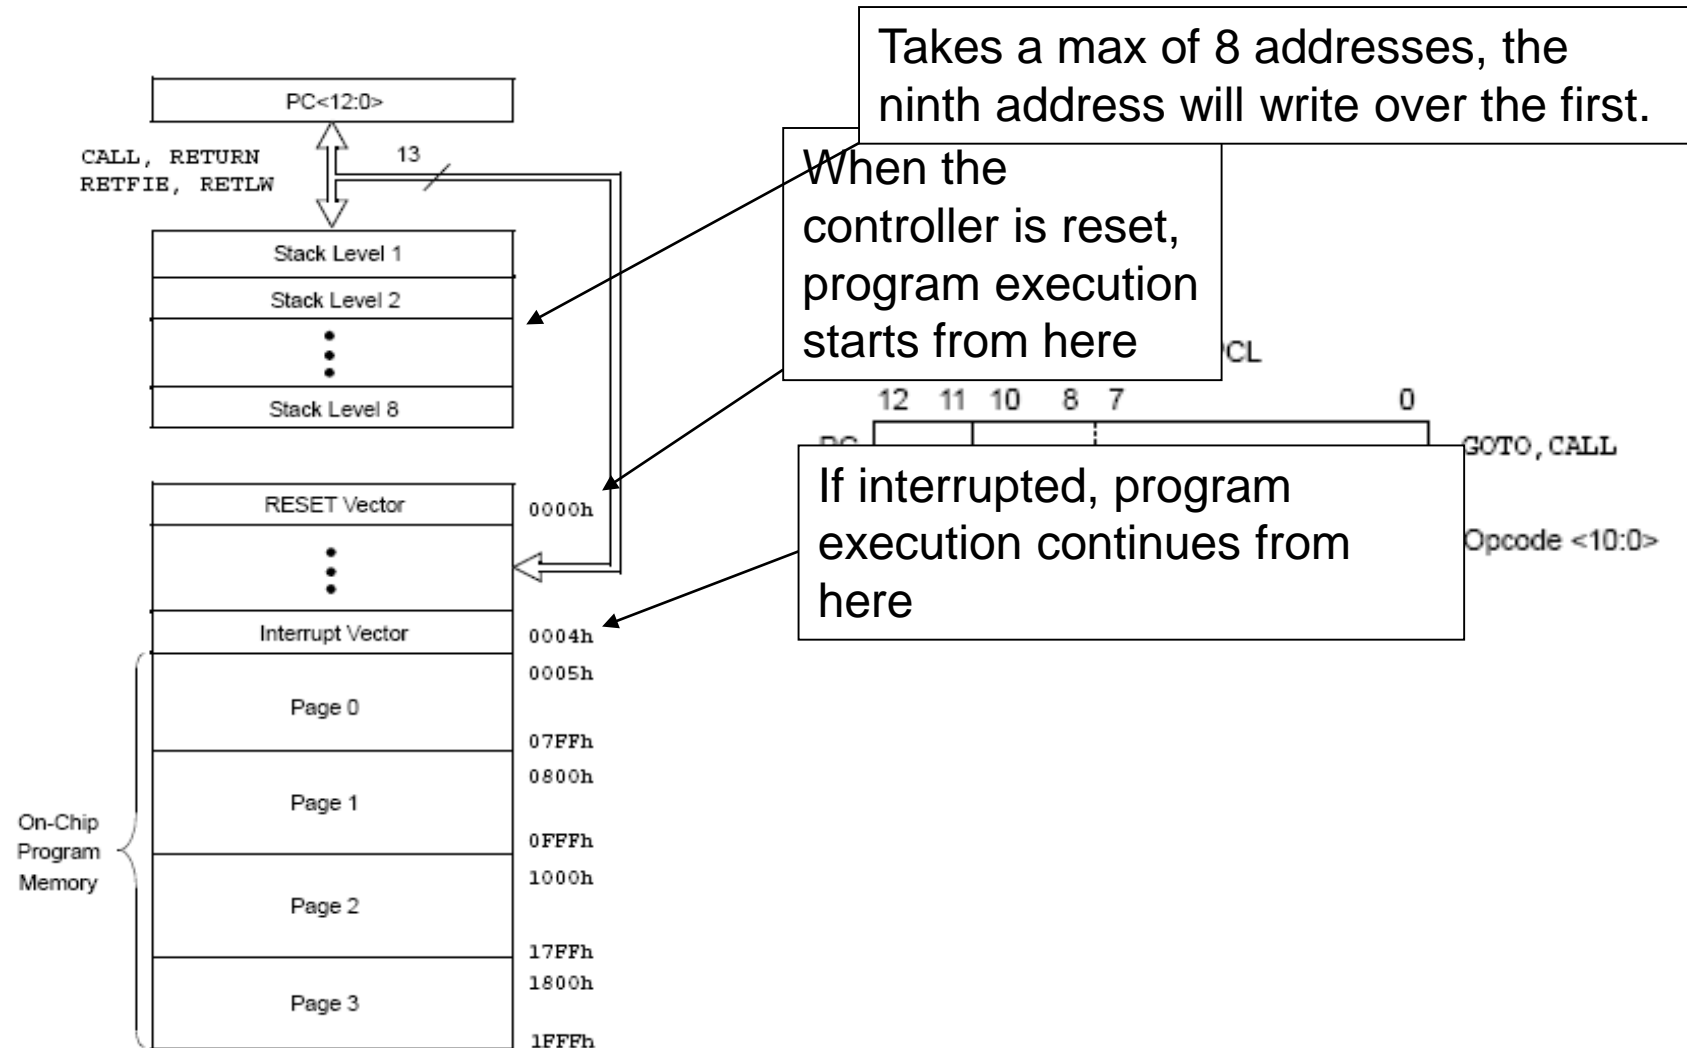 Takes a max of 8 addresses, the
ninth address will write over the first.
PC<12:0>
CALL, RETURN
RETFIE, RETLW
13
When the
controller is reset,
program execution
starts from here
Stack Level 1
Stack Level 2
Stack Level 8
CL
12 11 10 8 7 0
GOTO,CALL
If interrupted, program
execution continues from
here
Opcode <10:0>
RESET Vector
0000h
Interrupt Vector
0004h
0005h
Page 0
07FFh
0800h
Page 1
0FFFh
On-Chip
Program
Memory
1000h
Page 2
17FFh
1800h
Page 3
1FFFh